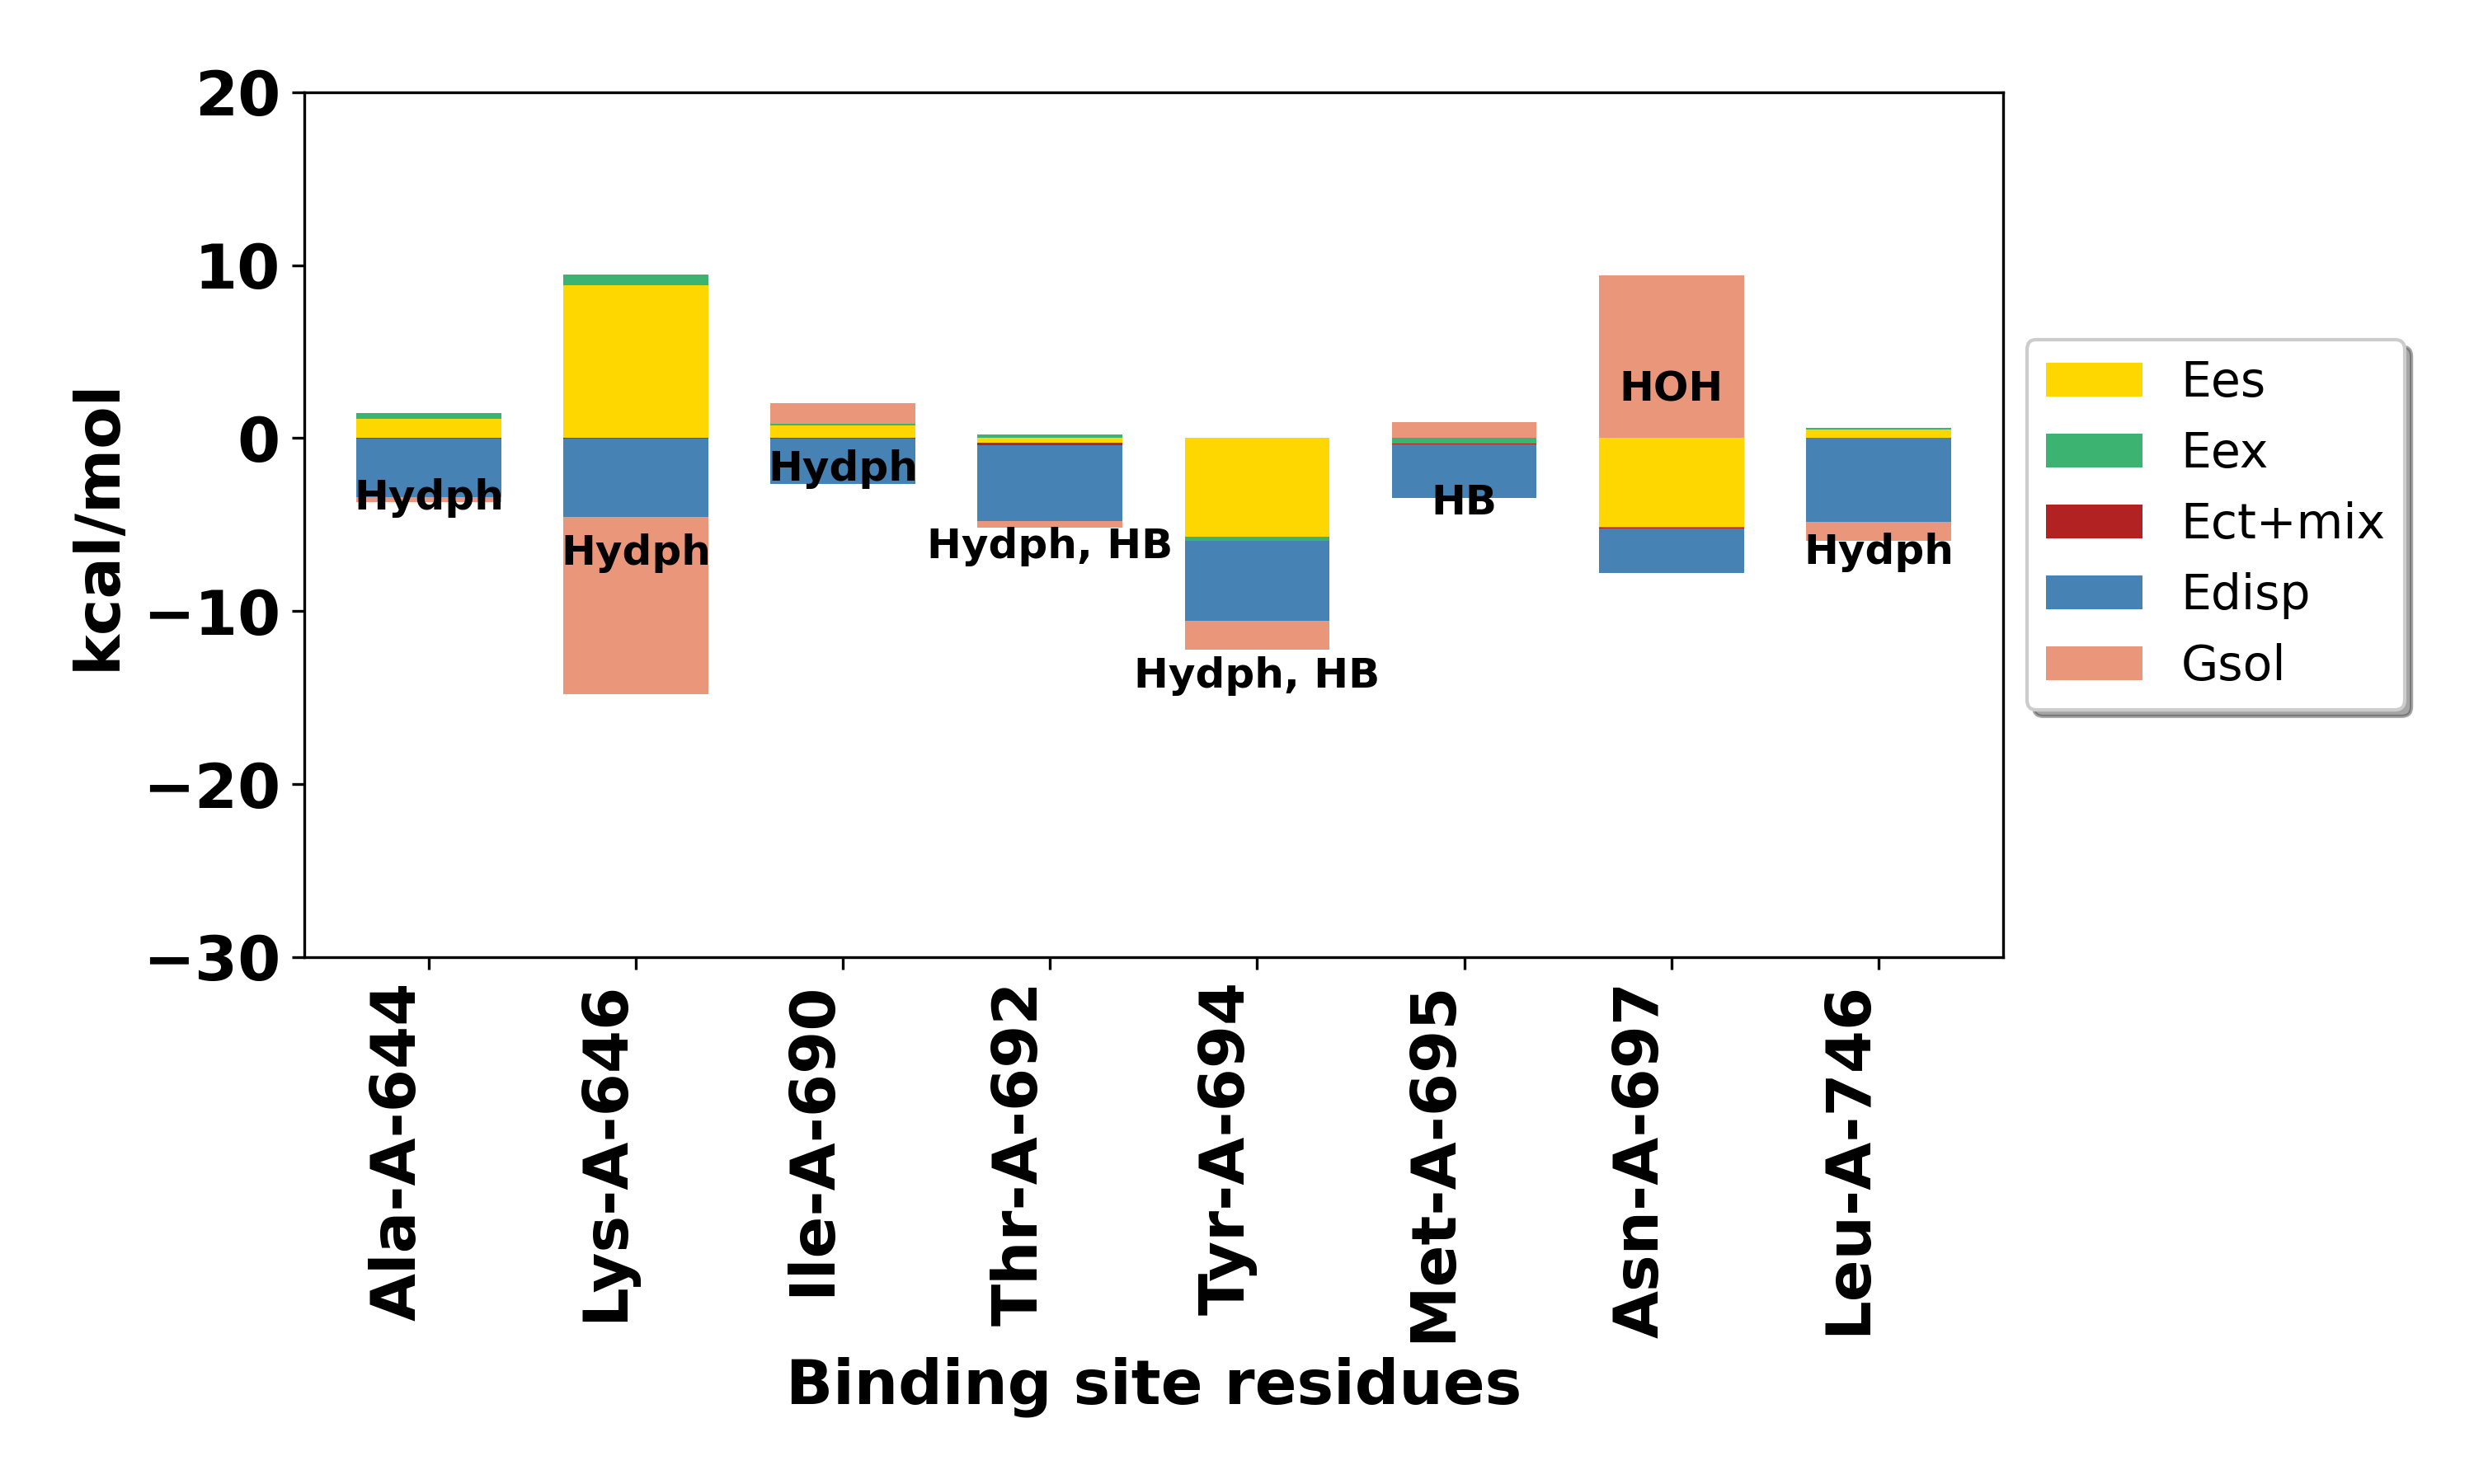 20
10
0
−10
−20
−30
kcal/mol
Hydph
Hydph
Hydph
Hydph, HB
Hydph, HB
HB
HOH
Hydph
Ees
Eex
Ect+mix
Edisp
Gsol
Ala-A-644
Lys-A-646
Ile-A-690
Thr-A-692
Tyr-A-694
Met-A-695
Asn-A-697
Leu-A-746
Binding site residues